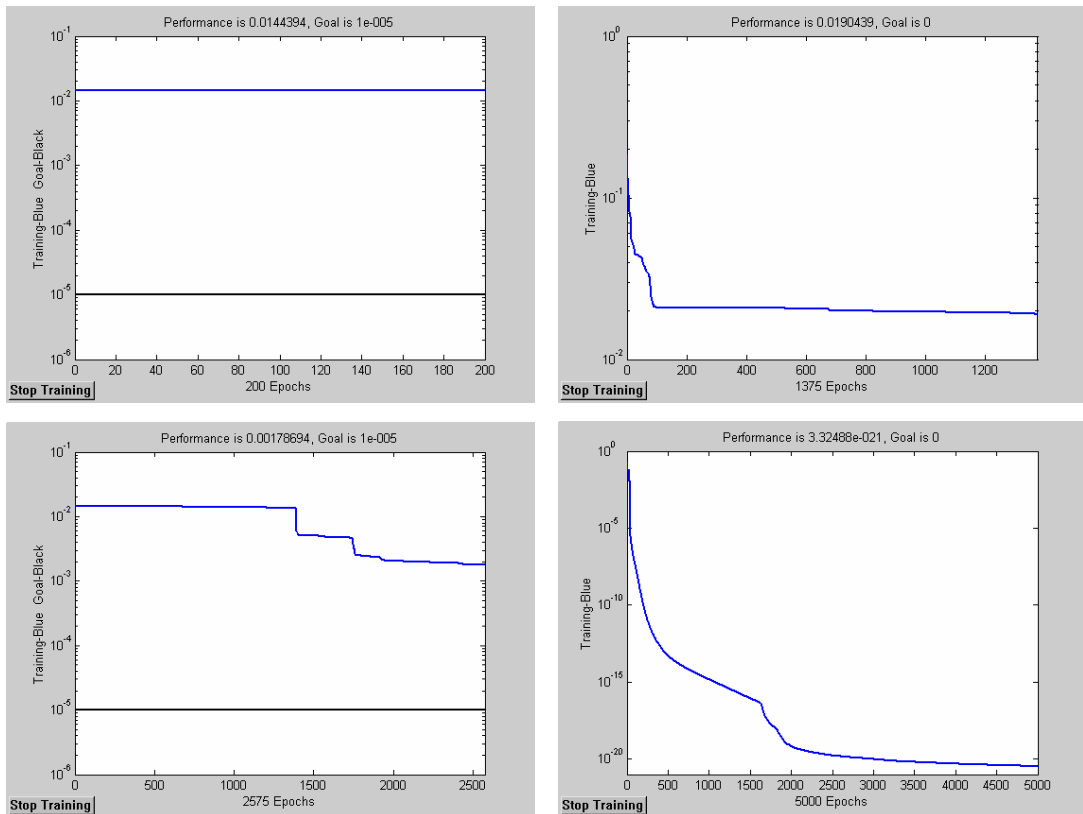 Performance is 0.0144394, Goal is 1e-005
Training-Blue Goal-Black
10^-1
10^-2
10^-3
10^-4
10^-5
10^-6
0 20 40 60 80 100 120 140 160 180 200
200 Epochs
Stop Training
Performance is 0.0190439, Goal is 0
Training-Blue
10^0
10^-1
10^-2
0 200 400 600 800 1000 1200
1375 Epochs
Stop Training
Performance is 0.00178694, Goal is 1e-005
Training-Blue Goal-Black
10^-1
10^-2
10^-3
10^-4
10^-5
10^-6
0 500 1000 1500 2000 2500
2575 Epochs
Stop Training
Performance is 3.32488e-021, Goal is 0
Training-Blue
10^0
10^-5
10^-10
10^-15
10^-20
0 500 1000 1500 2000 2500 3000 3500 4000 4500 5000
5000 Epochs
Stop Training